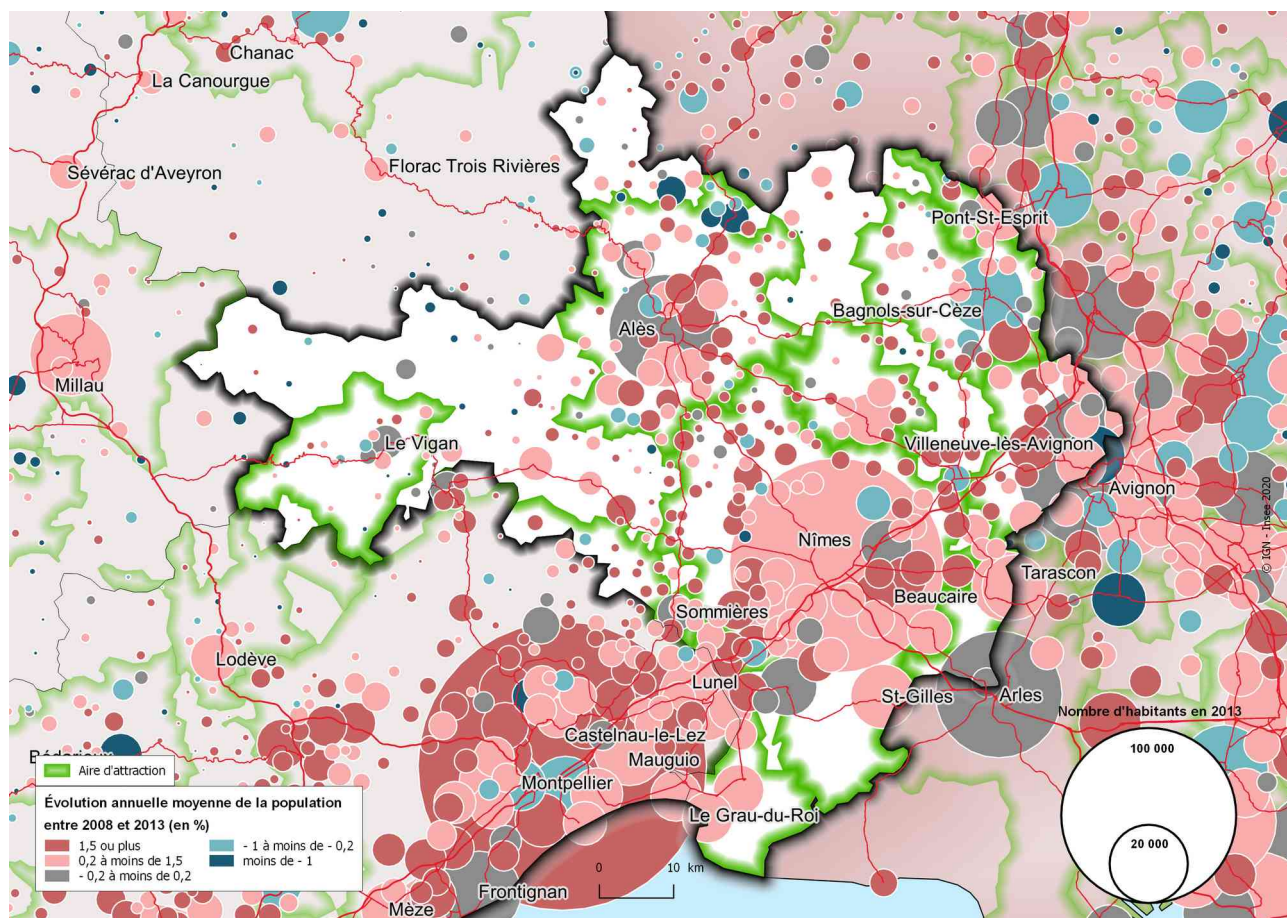 Chanac
La Canourgue
Sévérac d'Aveyron
Florac Trois Rivières
Pont-St-Esprit
Bagnols-sur-Cèze
Alès
Millau
Le Vigan
Villeneuve-lès-Avignon
Avignon
Nîmes
Tarascon
Beaucaire
Sommières
Lodève
Lunel
St-Gilles
Arles
Castelnau-le-Lez
Mauguio
Montpellier
Le Grau-du-Roi
Frontignan
Mèze
© IGN - Insee 2020
Nombre d'habitants en 2013
100 000
20 000
0 10 km
Aire d'attraction
Évolution annuelle moyenne de la population
entre 2008 et 2013 (en %)
1,5 ou plus
0,2 à moins de 1,5
- 0,2 à moins de 0,2
- 1 à moins de - 0,2
moins de - 1